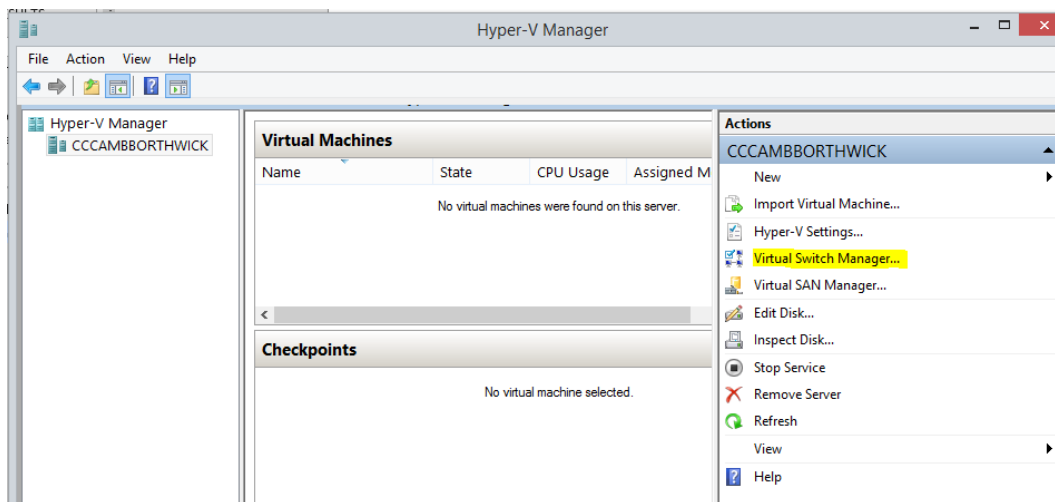 Hyper-V Manager
File Action View Help
Hyper-V Manager
CCCAMBBORTHWICK
Virtual Machines
Name State CPU Usage Assigned M
No virtual machines were found on this server.
Checkpoints
No virtual machine selected.
Actions
CCCAMBBORTHWICK
New
Import Virtual Machine...
Hyper-V Settings...
Virtual Switch Manager...
Virtual SAN Manager...
Edit Disk...
Inspect Disk...
Stop Service
Remove Server
Refresh
View
Help